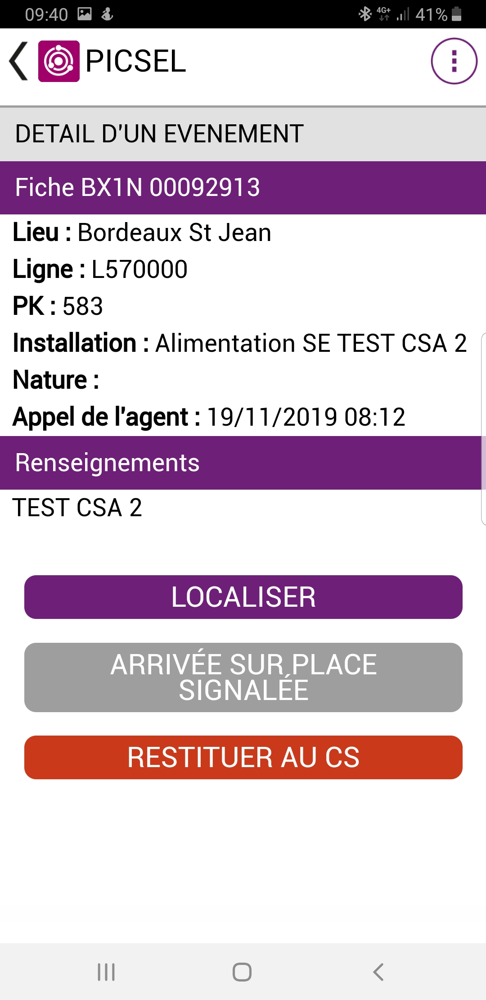 09:40 4G+ 41%
PICSEL
DETAIL D'UN EVENEMENT
Fiche BX1N 00092913
Lieu : Bordeaux St Jean
Ligne : L570000
PK : 583
Installation : Alimentation SE TEST CSA 2
Nature :
Appel de l'agent : 19/11/2019 08:12
Renseignements
TEST CSA 2
LOCALISER
ARRIVÉE SUR PLACE
SIGNALÉE
RESTITUER AU CS